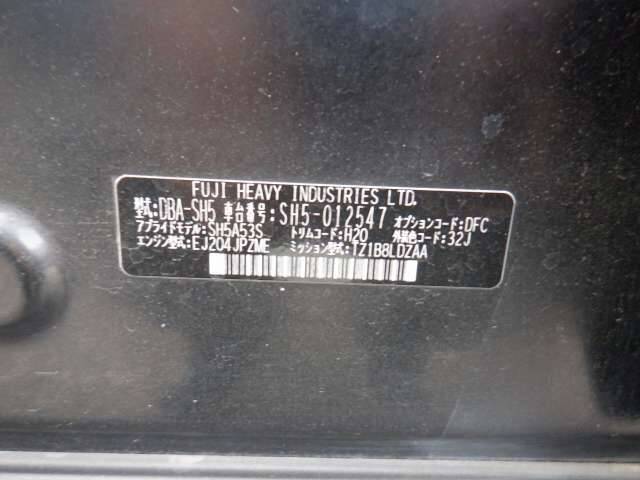 FUJI HEAVY INDUSTRIES LTD.
型式:DBA-SH5 車台番号:SH5-012547 オプションコード:DFC
アプライドモデル:SH5A53S トリムコード:H20 外装色コード:32J
エンジン型式:EJ204JPZME ミッション型式:TZ1B8LDZAA